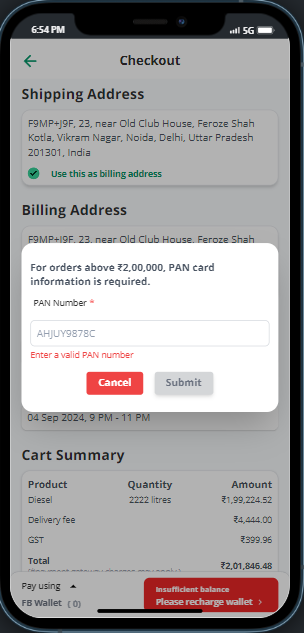 6:54 PM
5G
Checkout
Shipping Address
F9MP+J9F, 23, near Old Club House, Feroze Shah
Kotla, Vikram Nagar, Noida, Delhi, Uttar Pradesh
201301, India
Use this as billing address
Billing Address
F9MP+J9F, 23, near Old Club House, Feroze Shah
For orders above ₹2,00,000, PAN card
information is required.
PAN Number *
AHJUY9878C
Enter a valid PAN number
Cancel
Submit
04 Sep 2024, 9 PM - 11 PM
Cart Summary
Product Quantity Amount
Diesel 2222 litres ₹1,99,224.52
Delivery fee ₹4,444.00
GST ₹399.96
Total ₹2,01,846.48
Pay using
FB Wallet ( 0)
Insufficient balance
Please recharge wallet >